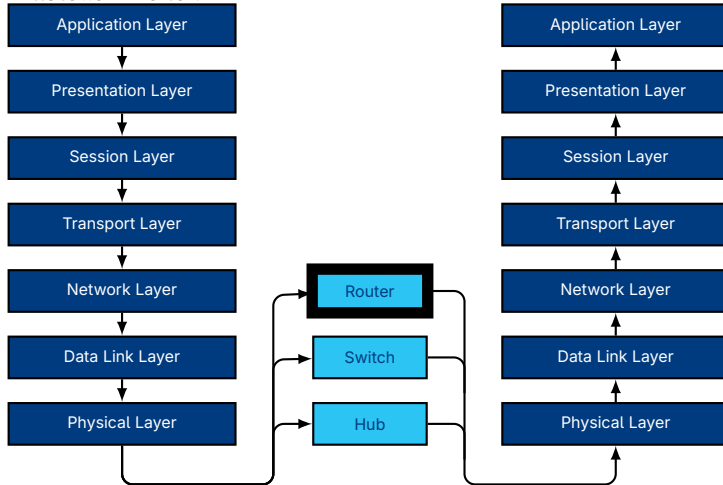 Application Layer
Presentation Layer
Session Layer
Transport Layer
Network Layer
Data Link Layer
Physical Layer
Router
Switch
Hub
Application Layer
Presentation Layer
Session Layer
Transport Layer
Network Layer
Data Link Layer
Physical Layer